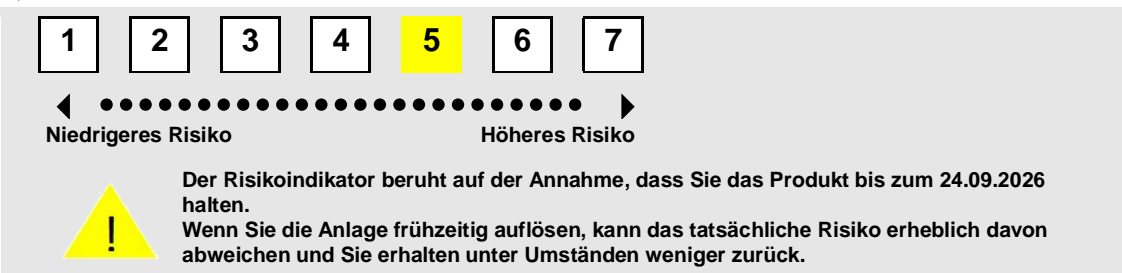 1 2 3 4 5 6 7
Niedrigeres Risiko Höheres Risiko
Der Risikoindikator beruht auf der Annahme, dass Sie das Produkt bis zum 24.09.2026
halten.
Wenn Sie die Anlage frühzeitig auflösen, kann das tatsächliche Risiko erheblich davon
abweichen und Sie erhalten unter Umständen weniger zurück.
!